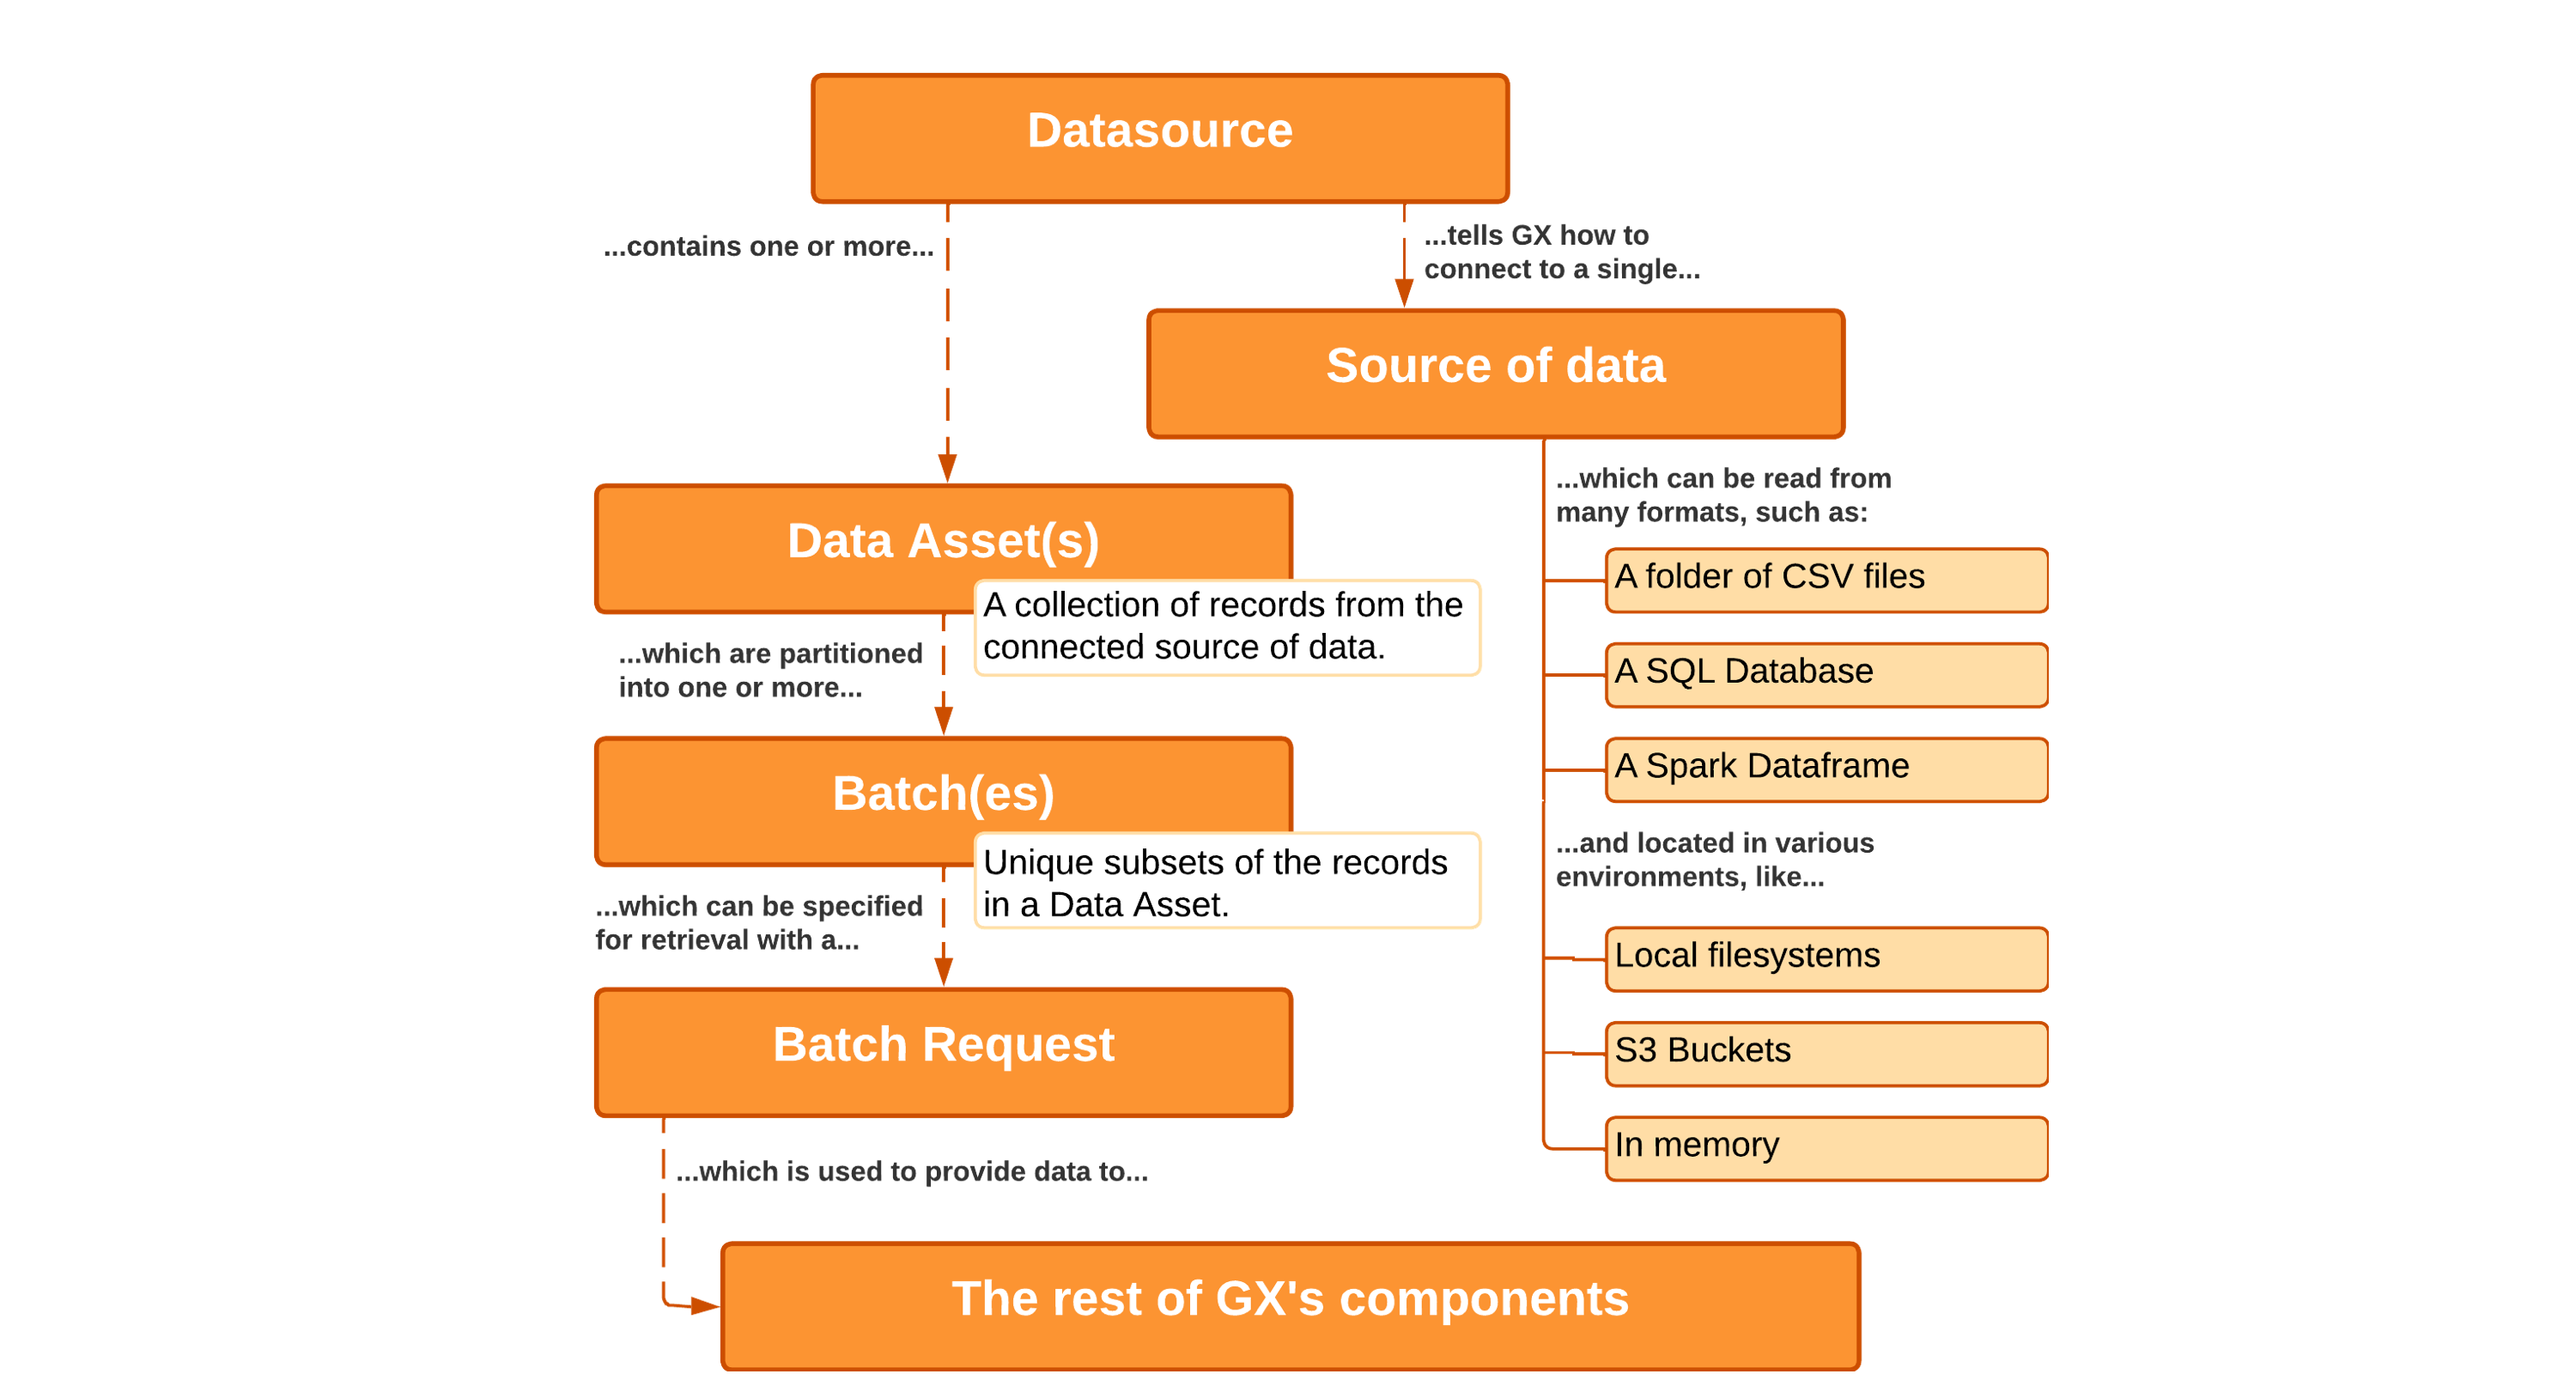 Datasource
...contains one or more...
...tells GX how to
connect to a single...
Source of data
Data Asset(s)
A collection of records from the
connected source of data.
...which are partitioned
into one or more...
Batch(es)
Unique subsets of the records
in a Data Asset.
...which can be specified
for retrieval with a...
Batch Request
...which is used to provide data to...
...which can be read from
many formats, such as:
A folder of CSV files
A SQL Database
A Spark Dataframe
...and located in various
environments, like...
Local filesystems
S3 Buckets
In memory
The rest of GX's components